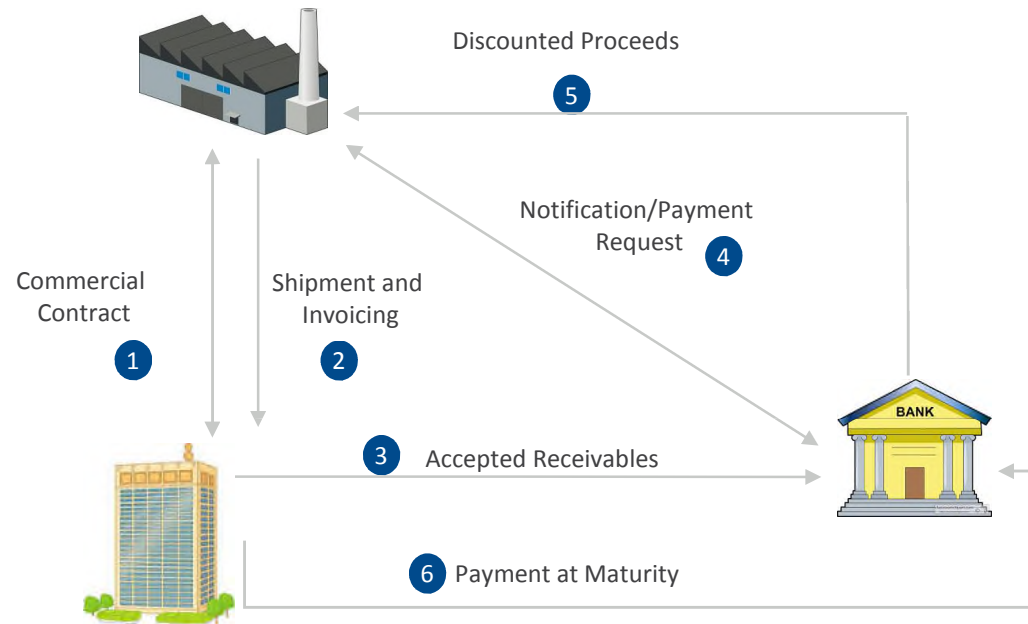 Discounted Proceeds
5
Notification/Payment
Request
4
Commercial
Contract
1
Shipment and
Invoicing
2
BANK
3 Accepted Receivables
6 Payment at Maturity